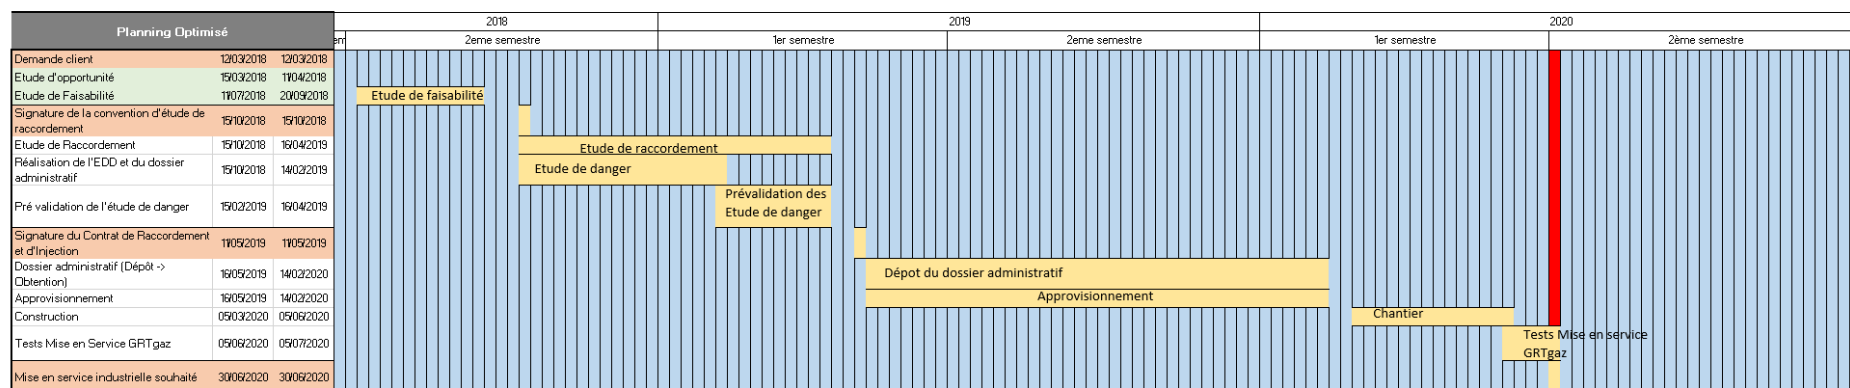 Planning Optimisé
2018 2019 2020
2eme semestre 1er semestre 2eme semestre 1er semestre 2ème semestre
Demande client 12/03/2018 12/03/2018
Etude d'opportunité 15/03/2018 11/04/2018
Etude de Faisabilité 11/07/2018 20/09/2018
Etude de faisabilité
Signature de la convention d'étude de
raccordement 15/10/2018 15/10/2018
Etude de Raccordement 15/10/2018 16/04/2019
Etude de raccordement
Réalisation de l'EDD et du dossier
administratif 15/10/2018 14/02/2019
Etude de danger
Pré validation de l'étude de danger 15/02/2019 16/04/2019
Prévalidation des
Etude de danger
Signature du Contrat de Raccordement
et d'Injection 11/05/2019 11/05/2019
Dossier administratif (Dépôt ->
Obtention) 16/05/2019 14/02/2020
Dépot du dossier administratif
Approvisionnement 16/05/2019 14/02/2020
Approvisionnement
Construction 05/03/2020 05/06/2020
Chantier
Tests Mise en Service GRTgaz 05/06/2020 05/07/2020
Tests Mise en service
GRTgaz
Mise en service industrielle souhaité 30/06/2020 30/06/2020